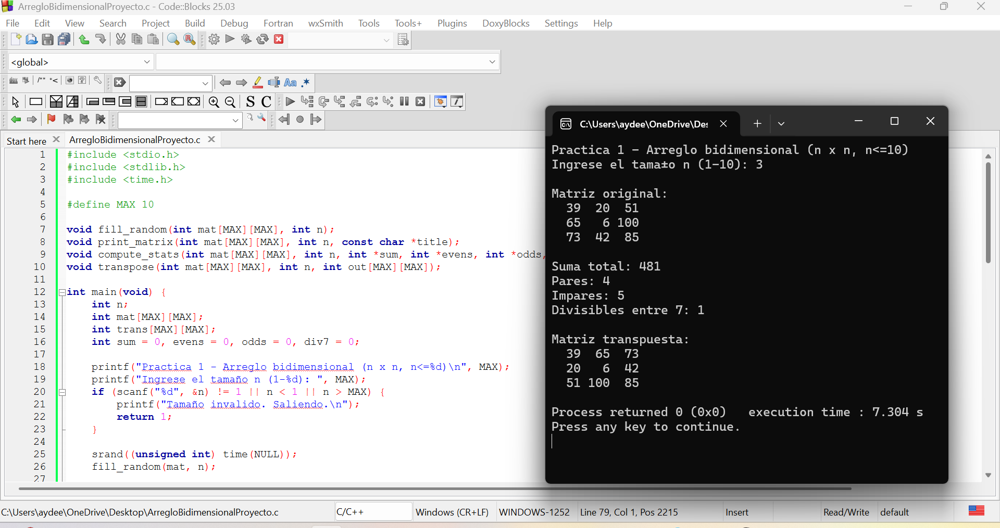 ArregloBidimensionalProyecto.c - Code::Blocks 25.03
File Edit View Search Project Build Debug Fortran wxSmith Tools Tools+ Plugins DoxyBlocks Settings Help
<global>
/** *<
Aa .*
S C
Start here ArregloBidimensionalProyecto.c
1 #include <stdio.h>
2 #include <stdlib.h>
3 #include <time.h>
4
5 #define MAX 10
6
7 void fill_random(int mat[MAX][MAX], int n);
8 void print_matrix(int mat[MAX][MAX], int n, const char *title);
9 void compute_stats(int mat[MAX][MAX], int n, int *sum, int *evens, int *odds,
10 void transpose(int mat[MAX][MAX], int n, int out[MAX][MAX]);
11
12 int main(void) {
13 int n;
14 int mat[MAX][MAX];
15 int trans[MAX][MAX];
16 int sum = 0, evens = 0, odds = 0, div7 = 0;
17
18 printf("Practica 1 - Arreglo bidimensional (n x n, n<=%d)\n", MAX);
19 printf("Ingrese el tamaño n (1-%d): ", MAX);
20 if (scanf("%d", &n) != 1 || n < 1 || n > MAX) {
21 printf("Tamaño invalido. Saliendo.\n");
22 return 1;
23 }
24
25 srand((unsigned int) time(NULL));
26 fill_random(mat, n);
27
C:\Users\aydee\OneDrive\Des
Practica 1 - Arreglo bidimensional (n x n, n<=10)
Ingrese el tama±o n (1-10): 3
Matriz original:
39 20 51
65 6 100
73 42 85
Suma total: 481
Pares: 4
Impares: 5
Divisibles entre 7: 1
Matriz transpuesta:
39 65 73
20 6 42
51 100 85
Process returned 0 (0x0) execution time : 7.304 s
Press any key to continue.
C:\Users\aydee\OneDrive\Desktop\ArregloBidimensionalProyecto.c C/C++ Windows (CR+LF) WINDOWS-1252 Line 79, Col 1, Pos 2215 Insert Read/Write default